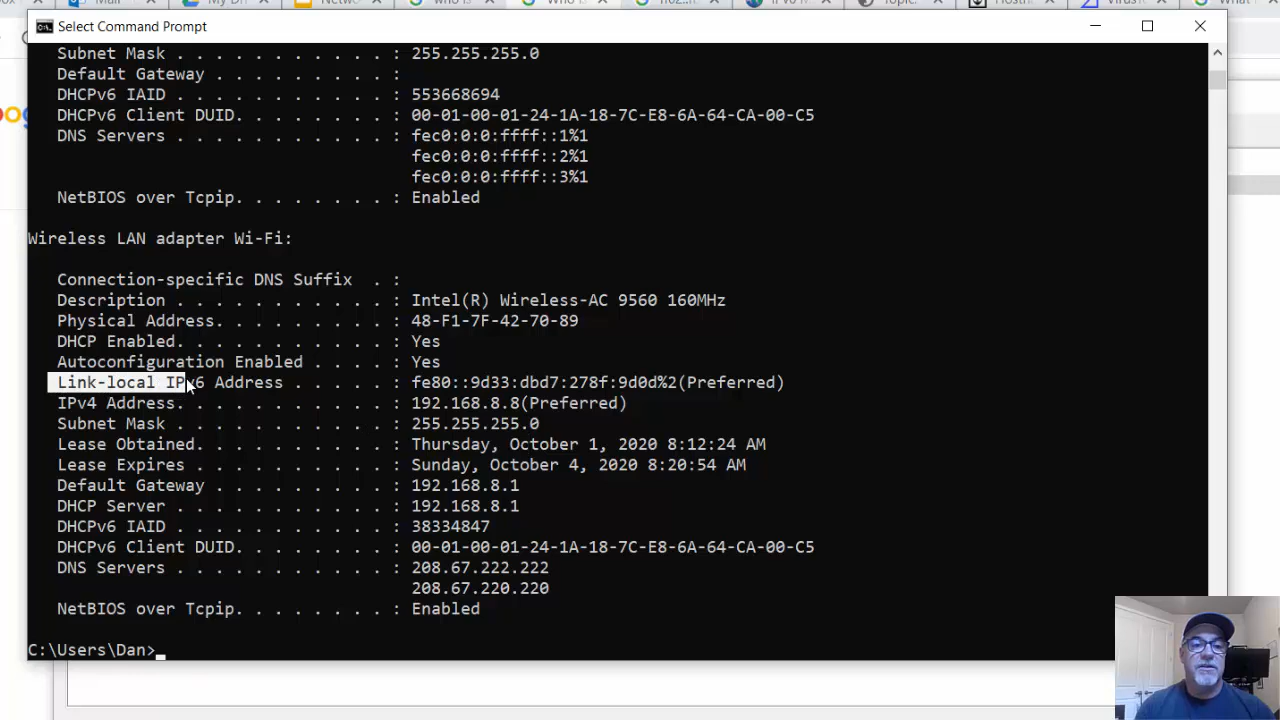 Select Command Prompt
Subnet Mask . . . . . . . . . . . : 255.255.255.0
Default Gateway . . . . . . . . . :
DHCPv6 IAID . . . . . . . . . . . : 553668694
DHCPv6 Client DUID. . . . . . . . : 00-01-00-01-24-1A-18-7C-E8-6A-64-CA-00-C5
DNS Servers . . . . . . . . . . . : fec0:0:0:ffff::1%1
fec0:0:0:ffff::2%1
fec0:0:0:ffff::3%1
NetBIOS over Tcpip. . . . . . . . : Enabled
Wireless LAN adapter Wi-Fi:
Connection-specific DNS Suffix . :
Description . . . . . . . . . . . : Intel(R) Wireless-AC 9560 160MHz
Physical Address. . . . . . . . . : 48-F1-7F-42-70-89
DHCP Enabled. . . . . . . . . . . : Yes
Autoconfiguration Enabled . . . . : Yes
Link-local IPv6 Address . . . . . : fe80::9d33:dbd7:278f:9d0d%2(Preferred)
IPv4 Address. . . . . . . . . . . : 192.168.8.8(Preferred)
Subnet Mask . . . . . . . . . . . : 255.255.255.0
Lease Obtained. . . . . . . . . . : Thursday, October 1, 2020 8:12:24 AM
Lease Expires . . . . . . . . . . : Sunday, October 4, 2020 8:20:54 AM
Default Gateway . . . . . . . . . : 192.168.8.1
DHCP Server . . . . . . . . . . . : 192.168.8.1
DHCPv6 IAID . . . . . . . . . . . : 38334847
DHCPv6 Client DUID. . . . . . . . : 00-01-00-01-24-1A-18-7C-E8-6A-64-CA-00-C5
DNS Servers . . . . . . . . . . . : 208.67.222.222
208.67.220.220
NetBIOS over Tcpip. . . . . . . . : Enabled
C:\Users\Dan>